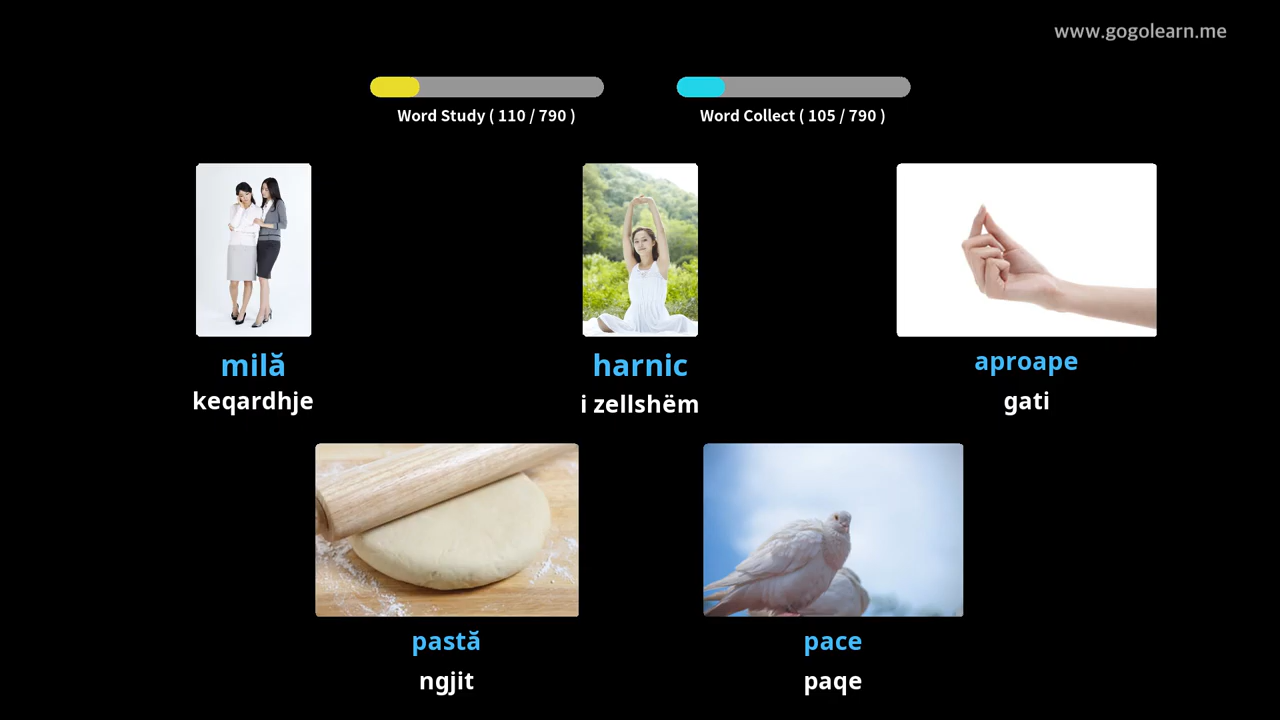 www.gogolearn.me
Word Study ( 110 / 790 )
Word Collect ( 105 / 790 )
milă
keqardhje
harnic
i zellshëm
aproape
gati
pastă
ngjit
pace
paqe